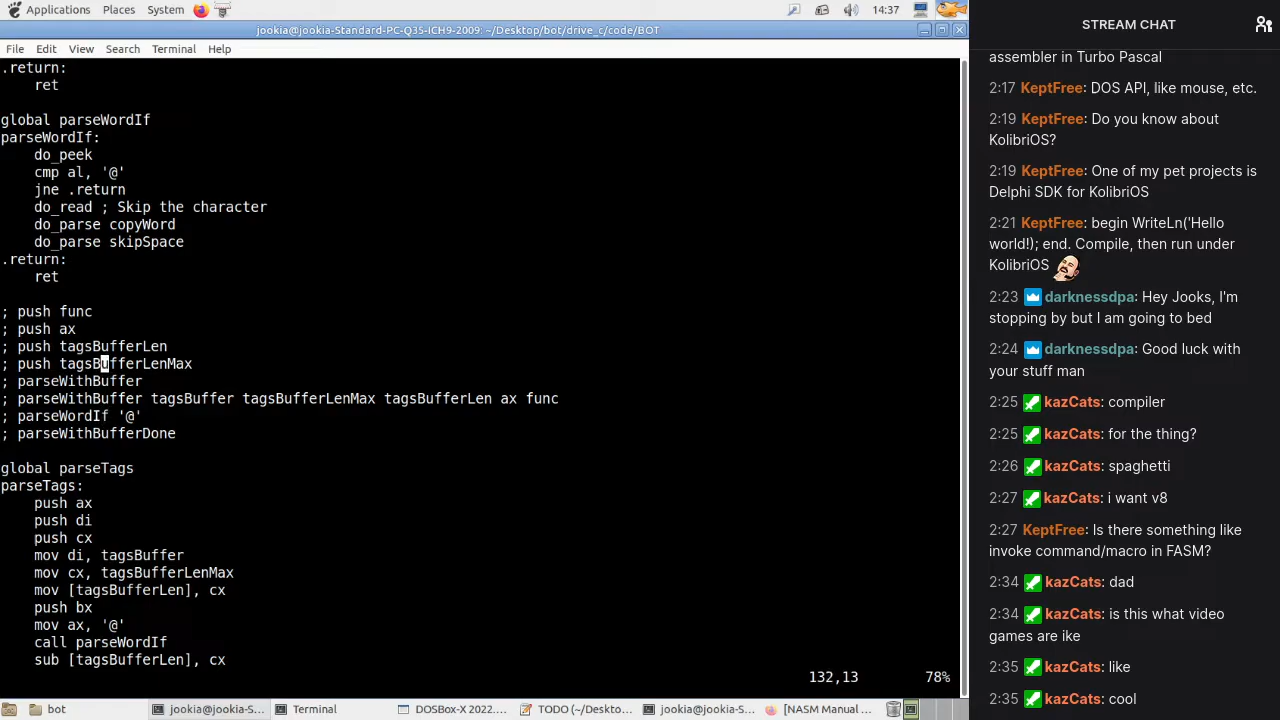 Applications Places System 14:37
jookia@jookia-Standard-PC-Q35-ICH9-2009: ~/Desktop/bot/drive_c/code/BOT
File Edit View Search Terminal Help
.return:
ret
global parseWordIf
parseWordIf:
do_peek
cmp al, '@'
jne .return
do_read ; Skip the character
do_parse copyWord
do_parse skipSpace
.return:
ret
; push func
; push ax
; push tagsBufferLen
; push tagsBufferLenMax
; parseWithBuffer
; parseWithBuffer tagsBuffer tagsBufferLenMax tagsBufferLen ax func
; parseWordIf '@'
; parseWithBufferDone
global parseTags
parseTags:
push ax
push di
push cx
mov di, tagsBuffer
mov cx, tagsBufferLenMax
mov [tagsBufferLen], cx
push bx
mov ax, '@'
call parseWordIf
sub [tagsBufferLen], cx
132,13 78%
bot jookia@jookia-S... Terminal DOSBox-X 2022.... TODO (~/Deskto... jookia@jookia-S... [NASM Manual ...
STREAM CHAT
assembler in Turbo Pascal
2:17 KeptFree: DOS API, like mouse, etc.
2:19 KeptFree: Do you know about
KolibriOS?
2:19 KeptFree: One of my pet projects is
Delphi SDK for KolibriOS
2:21 KeptFree: begin WriteLn('Hello
world!); end. Compile, then run under
KolibriOS
2:23 darknessdpa: Hey Jooks, I'm
stopping by but I am going to bed
2:24 darknessdpa: Good luck with
your stuff man
2:25 kazCats: compiler
2:25 kazCats: for the thing?
2:26 kazCats: spaghetti
2:27 kazCats: i want v8
2:27 KeptFree: Is there something like
invoke command/macro in FASM?
2:34 kazCats: dad
2:34 kazCats: is this what video
games are ike
2:35 kazCats: like
2:35 kazCats: cool